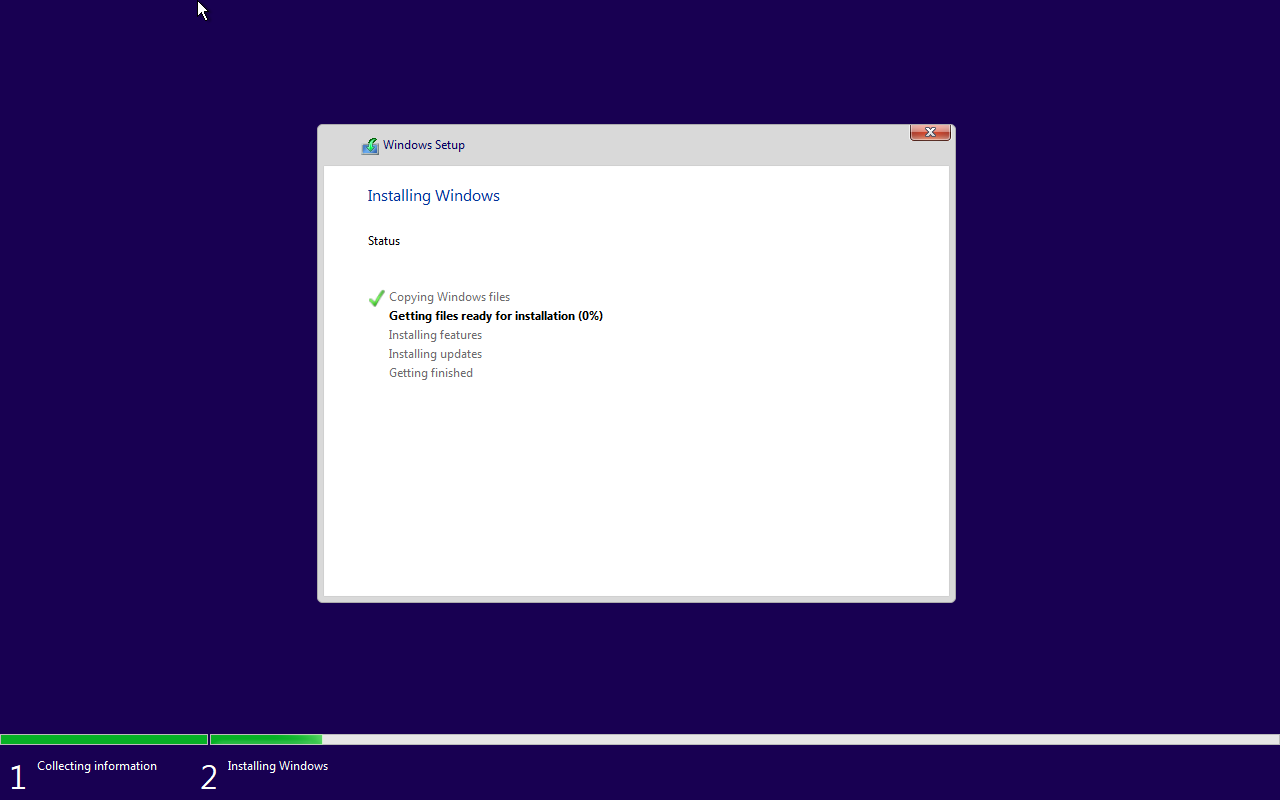 Windows Setup
Installing Windows
Status
Copying Windows files
Getting files ready for installation (0%)
Installing features
Installing updates
Getting finished
1 Collecting information
2 Installing Windows